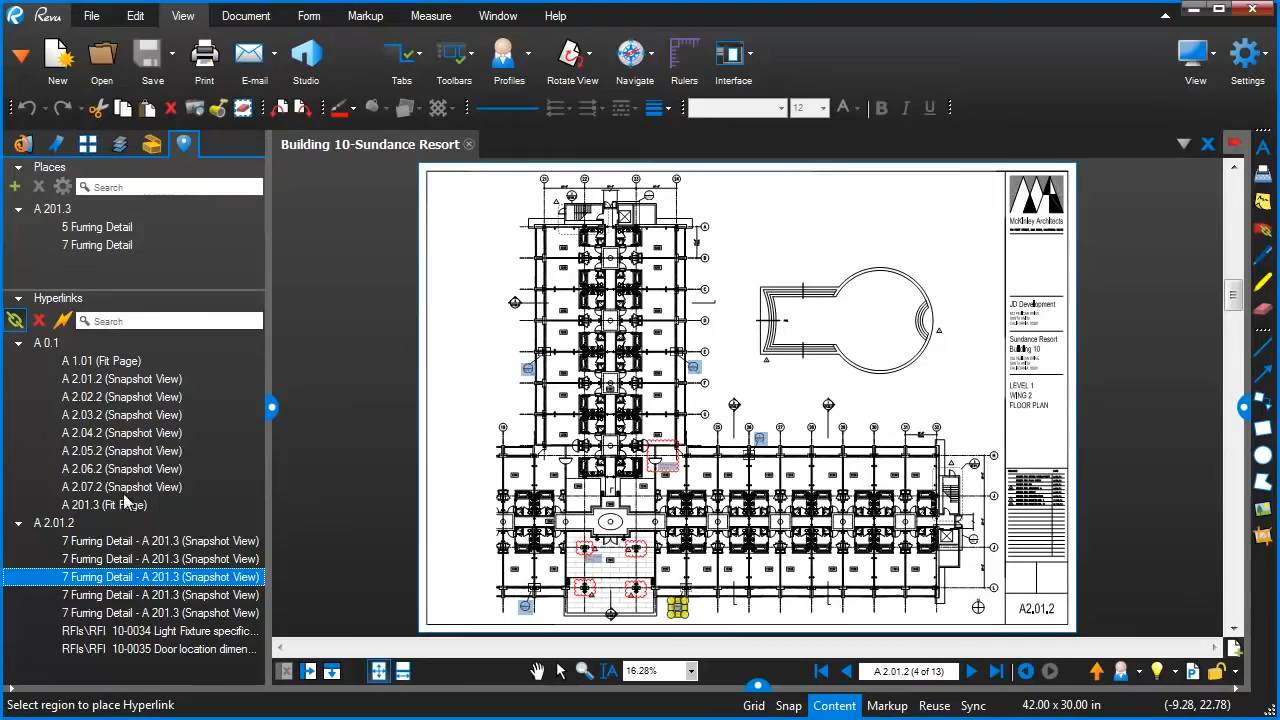 Revu File Edit View Document Form Markup Measure Window Help
New Open Save Print E-mail Studio Tabs Toolbars Profiles Rotate View Navigate Rulers Interface View Settings
12 A B I U
Building 10-Sundance Resort
Places
Search
A 201.3
5 Furring Detail
7 Furring Detail
Hyperlinks
Search
A 0.1
A 1.01 (Fit Page)
A 2.01.2 (Snapshot View)
A 2.02.2 (Snapshot View)
A 2.03.2 (Snapshot View)
A 2.04.2 (Snapshot View)
A 2.05.2 (Snapshot View)
A 2.06.2 (Snapshot View)
A 2.07.2 (Snapshot View)
A 201.3 (Fit Page)
A 2.01.2
7 Furring Detail - A 201.3 (Snapshot View)
7 Furring Detail - A 201.3 (Snapshot View)
7 Furring Detail - A 201.3 (Snapshot View)
7 Furring Detail - A 201.3 (Snapshot View)
7 Furring Detail - A 201.3 (Snapshot View)
RFIs\RFI 10-0034 Light Fixture specific...
RFIs\RFI 10-0035 Door location dimen...
McKinley Architects
JD Development
Sundance Resort
Building 10
LEVEL 1
WING 2
FLOOR PLAN
A2.01.2
16.28%
A 2.01.2 (4 of 13)
Select region to place Hyperlink
Grid Snap Content Markup Reuse Sync 42.00 x 30.00 in (-9.28, 22.78)